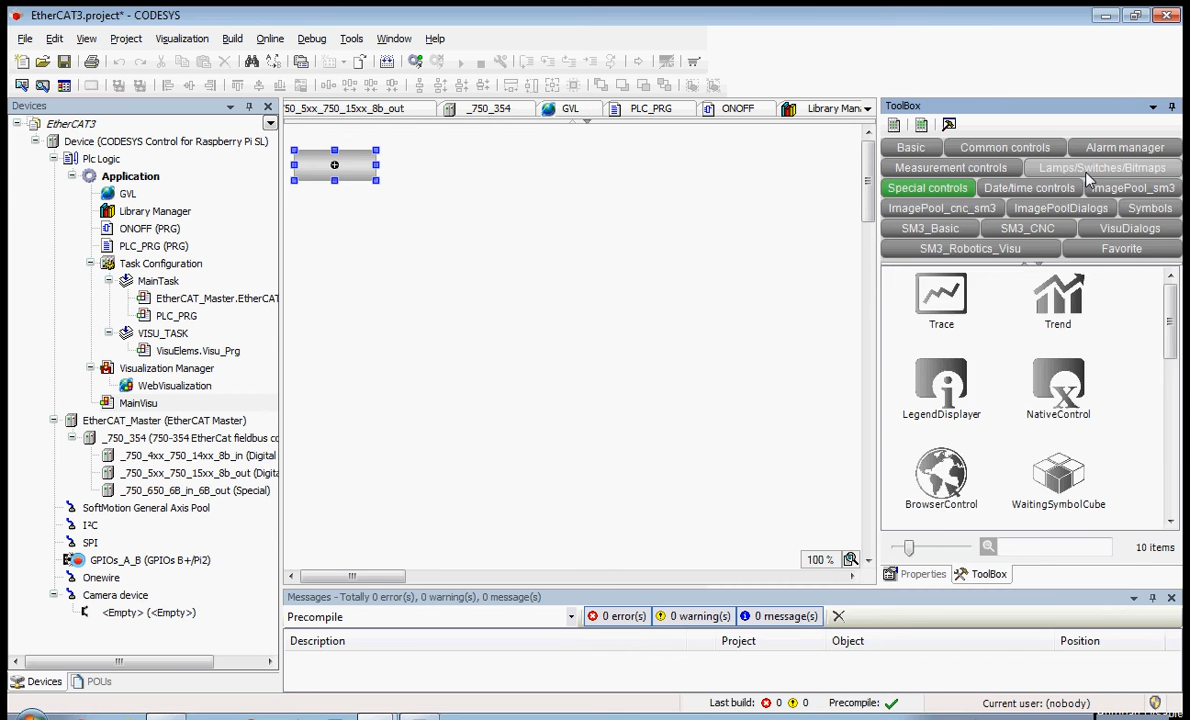 EtherCAT3.project* - CODESYS
File Edit View Project Visualization Build Online Debug Tools Window Help
Devices
EtherCAT3
Device (CODESYS Control for Raspberry Pi SL)
Plc Logic
Application
GVL
Library Manager
ONOFF (PRG)
PLC_PRG (PRG)
Task Configuration
MainTask
EtherCAT_Master.EtherCAT
PLC_PRG
VISU_TASK
VisuElems.Visu_Prg
Visualization Manager
WebVisualization
MainVisu
EtherCAT_Master (EtherCAT Master)
_750_354 (750-354 EtherCat fieldbus co
_750_4xx_750_14xx_8b_in (Digital
_750_5xx_750_15xx_8b_out (Digita
_750_650_6B_in_6B_out (Special)
SoftMotion General Axis Pool
I²C
SPI
GPIOs_A_B (GPIOs B+/Pi2)
Onewire
Camera device
<Empty> (<Empty>)
Devices POUs
50_5xx_750_15xx_8b_out _750_354 GVL PLC_PRG ONOFF Library Man
100 %
ToolBox
Basic Common controls Alarm manager
Measurement controls Lamps/Switches/Bitmaps
Special controls Date/time controls ImagePool_sm3
ImagePool_cnc_sm3 ImagePoolDialogs Symbols
SM3_Basic SM3_CNC VisuDialogs
SM3_Robotics_Visu Favorite
Trace Trend
LegendDisplayer NativeControl
BrowserControl WaitingSymbolCube
10 items
Properties ToolBox
Messages - Totally 0 error(s), 0 warning(s), 0 message(s)
Precompile 0 error(s) 0 warning(s) 0 message(s)
Description Project Object Position
Last build: 0 0 Precompile: Current user: (nobody)